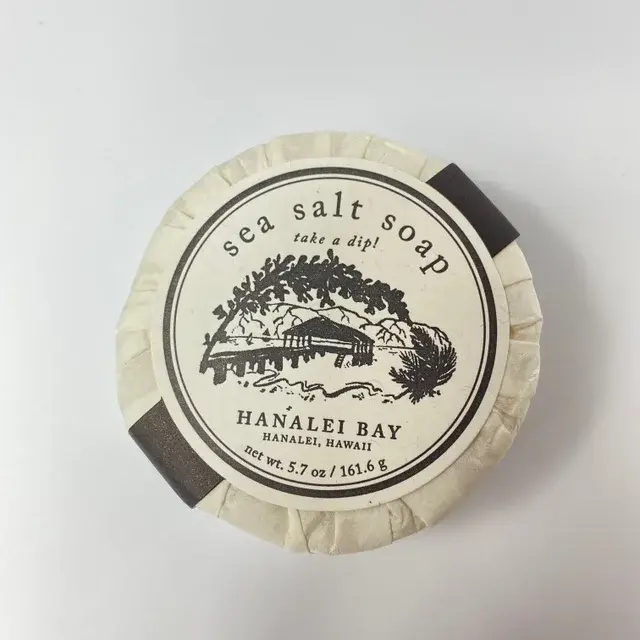 sea salt soap
take a dip!
HANALEI BAY
HANALEI, HAWAII
net wt. 5.7 oz / 161.6 g